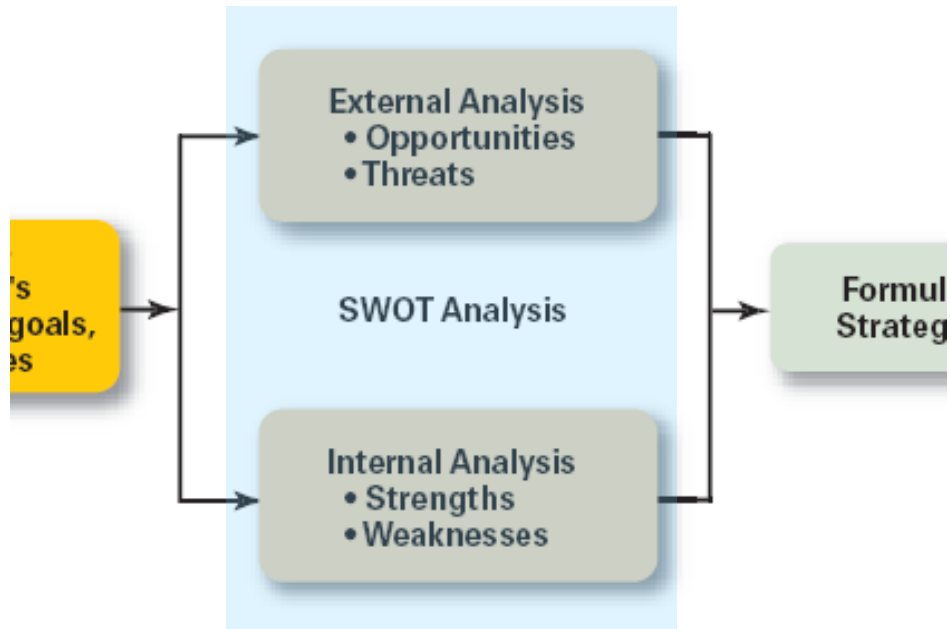 's
goals,
es
External Analysis
• Opportunities
• Threats
SWOT Analysis
Internal Analysis
• Strengths
• Weaknesses
Formul
Strateg